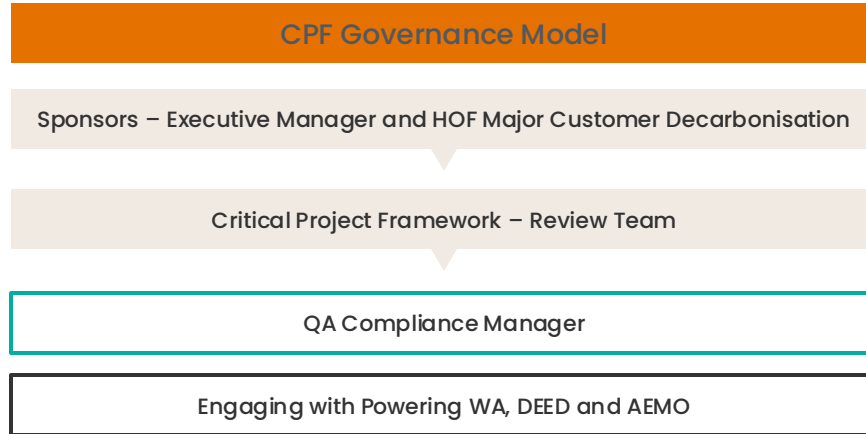 CPF Governance Model
Sponsors – Executive Manager and HOF Major Customer Decarbonisation
Critical Project Framework – Review Team
QA Compliance Manager
Engaging with Powering WA, DEED and AEMO